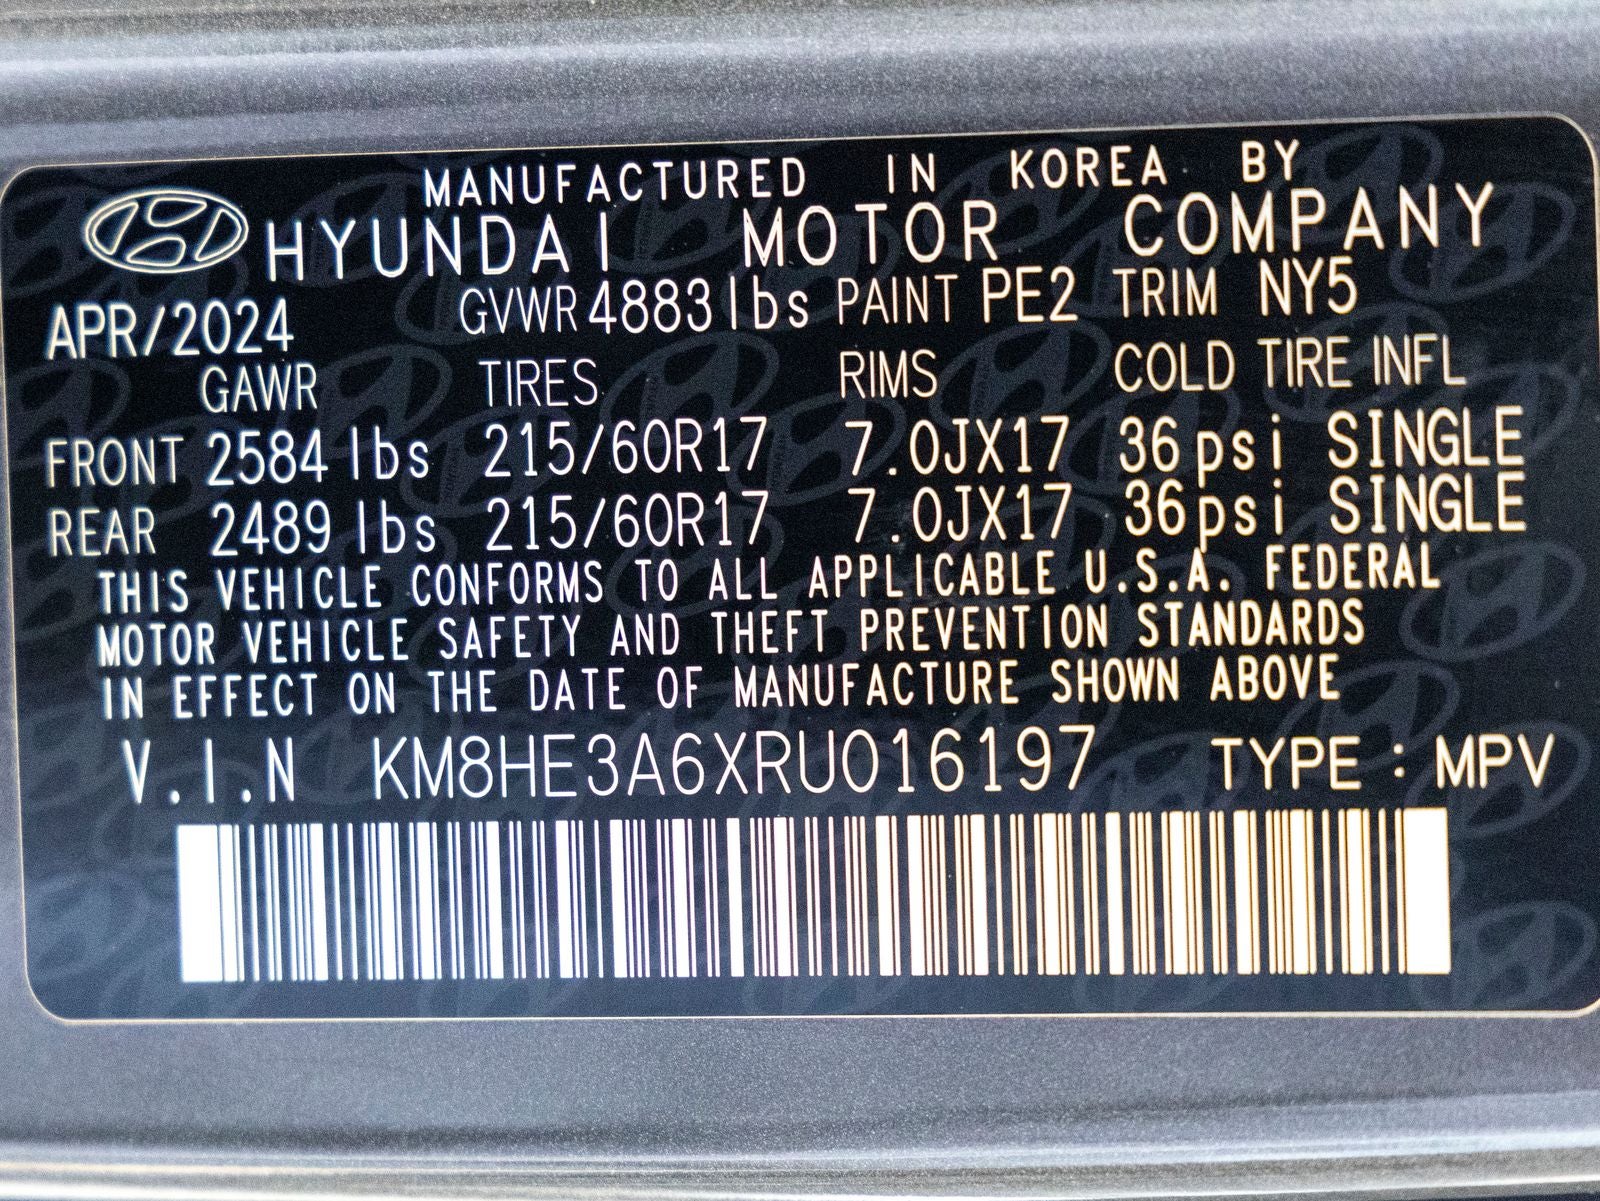 MANUFACTURED IN KOREA BY
HYUNDAI MOTOR COMPANY
APR/2024 GVWR 4883 lbs PAINT PE2 TRIM NY5
GAWR TIRES RIMS COLD TIRE INFL
FRONT 2584 lbs 215/60R17 7.0JX17 36psi SINGLE
REAR 2489 lbs 215/60R17 7.0JX17 36psi SINGLE
THIS VEHICLE CONFORMS TO ALL APPLICABLE U.S.A. FEDERAL
MOTOR VEHICLE SAFETY AND THEFT PREVENTION STANDARDS
IN EFFECT ON THE DATE OF MANUFACTURE SHOWN ABOVE
V.I.N KM8HE3A6XRU016197 TYPE : MPV